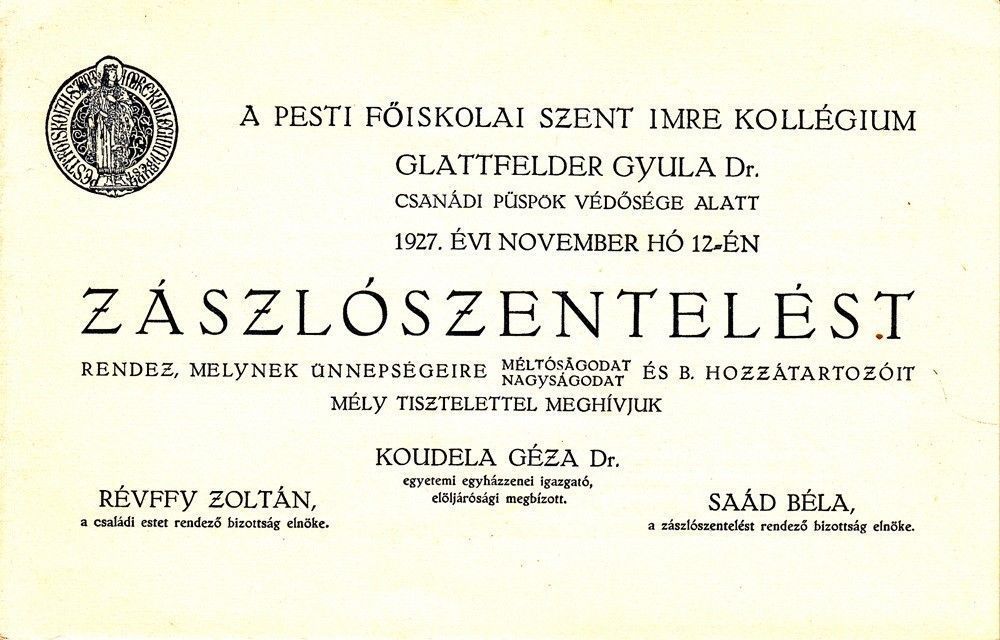 A PESTI FŐISKOLAI SZENT IMRE KOLLÉGIUM
GLATTFELDER GYULA Dr.
CSANÁDI PÜSPÖK VÉDŐSÉGE ALATT
1927. ÉVI NOVEMBER HÓ 12-ÉN
ZÁSZLÓSZENTELÉST
RENDEZ, MELYNEK ÜNNEPSÉGEIRE MÉLTÓSÁGODAT NAGYSÁGODAT ÉS B. HOZZÁTARTOZÓIT
MÉLY TISZTELETTEL MEGHÍVJUK
KOUDELA GÉZA Dr.
egyetemi egyházzenei igazgató,
elöljárósági megbízott.
RÉVFFY ZOLTÁN,
a családi estet rendező bizottság elnöke.
SAÁD BÉLA,
a zászlószentelést rendező bizottság elnöke.